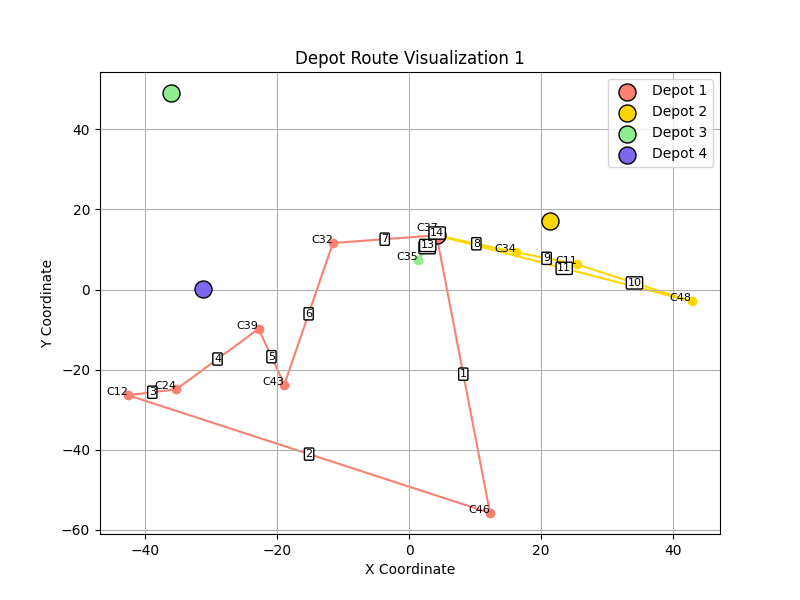 Depot Route Visualization 1
Depot 1
Depot 2
Depot 3
Depot 4
40
20
0
−20
−40
−60
Y Coordinate
−40
−20
0
20
40
X Coordinate
C37
14
C32
7
8
13
C34
9
C35
C11
11
10
C48
6
C39
5
4
1
C43
C24
C12
3
2
C46